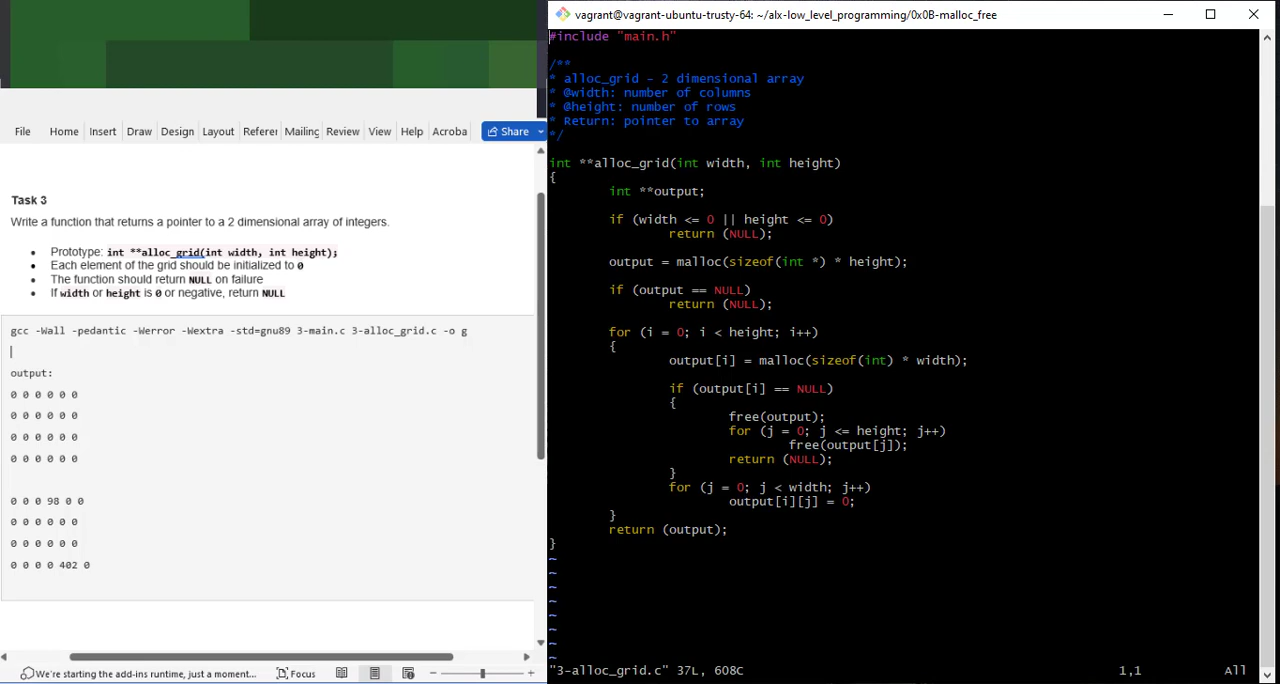 File Home Insert Draw Design Layout Referer Mailing Review View Help Acroba Share
Task 3
Write a function that returns a pointer to a 2 dimensional array of integers.
• Prototype: int **alloc_grid(int width, int height);
• Each element of the grid should be initialized to 0
• The function should return NULL on failure
• If width or height is 0 or negative, return NULL
gcc -Wall -pedantic -Werror -Wextra -std=gnu89 3-main.c 3-alloc_grid.c -o g
output:
0 0 0 0 0 0
0 0 0 0 0 0
0 0 0 0 0 0
0 0 0 0 0 0
0 0 0 98 0 0
0 0 0 0 0 0
0 0 0 0 0 0
0 0 0 0 402 0
We're starting the add-ins runtime, just a moment... Focus
vagrant@vagrant-ubuntu-trusty-64: ~/alx-low_level_programming/0x0B-malloc_free
#include "main.h"
/**
* alloc_grid - 2 dimensional array
* @width: number of columns
* @height: number of rows
* Return: pointer to array
*/
int **alloc_grid(int width, int height)
{
int **output;
if (width <= 0 || height <= 0)
return (NULL);
output = malloc(sizeof(int *) * height);
if (output == NULL)
return (NULL);
for (i = 0; i < height; i++)
{
output[i] = malloc(sizeof(int) * width);
if (output[i] == NULL)
{
free(output);
for (j = 0; j <= height; j++)
free(output[j]);
return (NULL);
}
for (j = 0; j < width; j++)
output[i][j] = 0;
}
return (output);
}
~
~
~
~
~
~
~
~
"3-alloc_grid.c" 37L, 608C 1,1 All